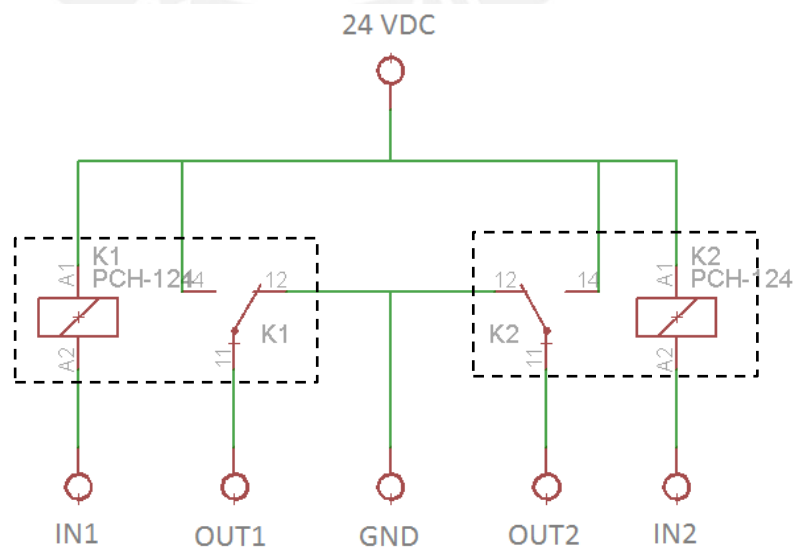 24 VDC
K1
PCH-124
A1
14
12
K1
11
A2
K2
PCH-124
A1
12
14
K2
11
A2
IN1
OUT1
GND
OUT2
IN2